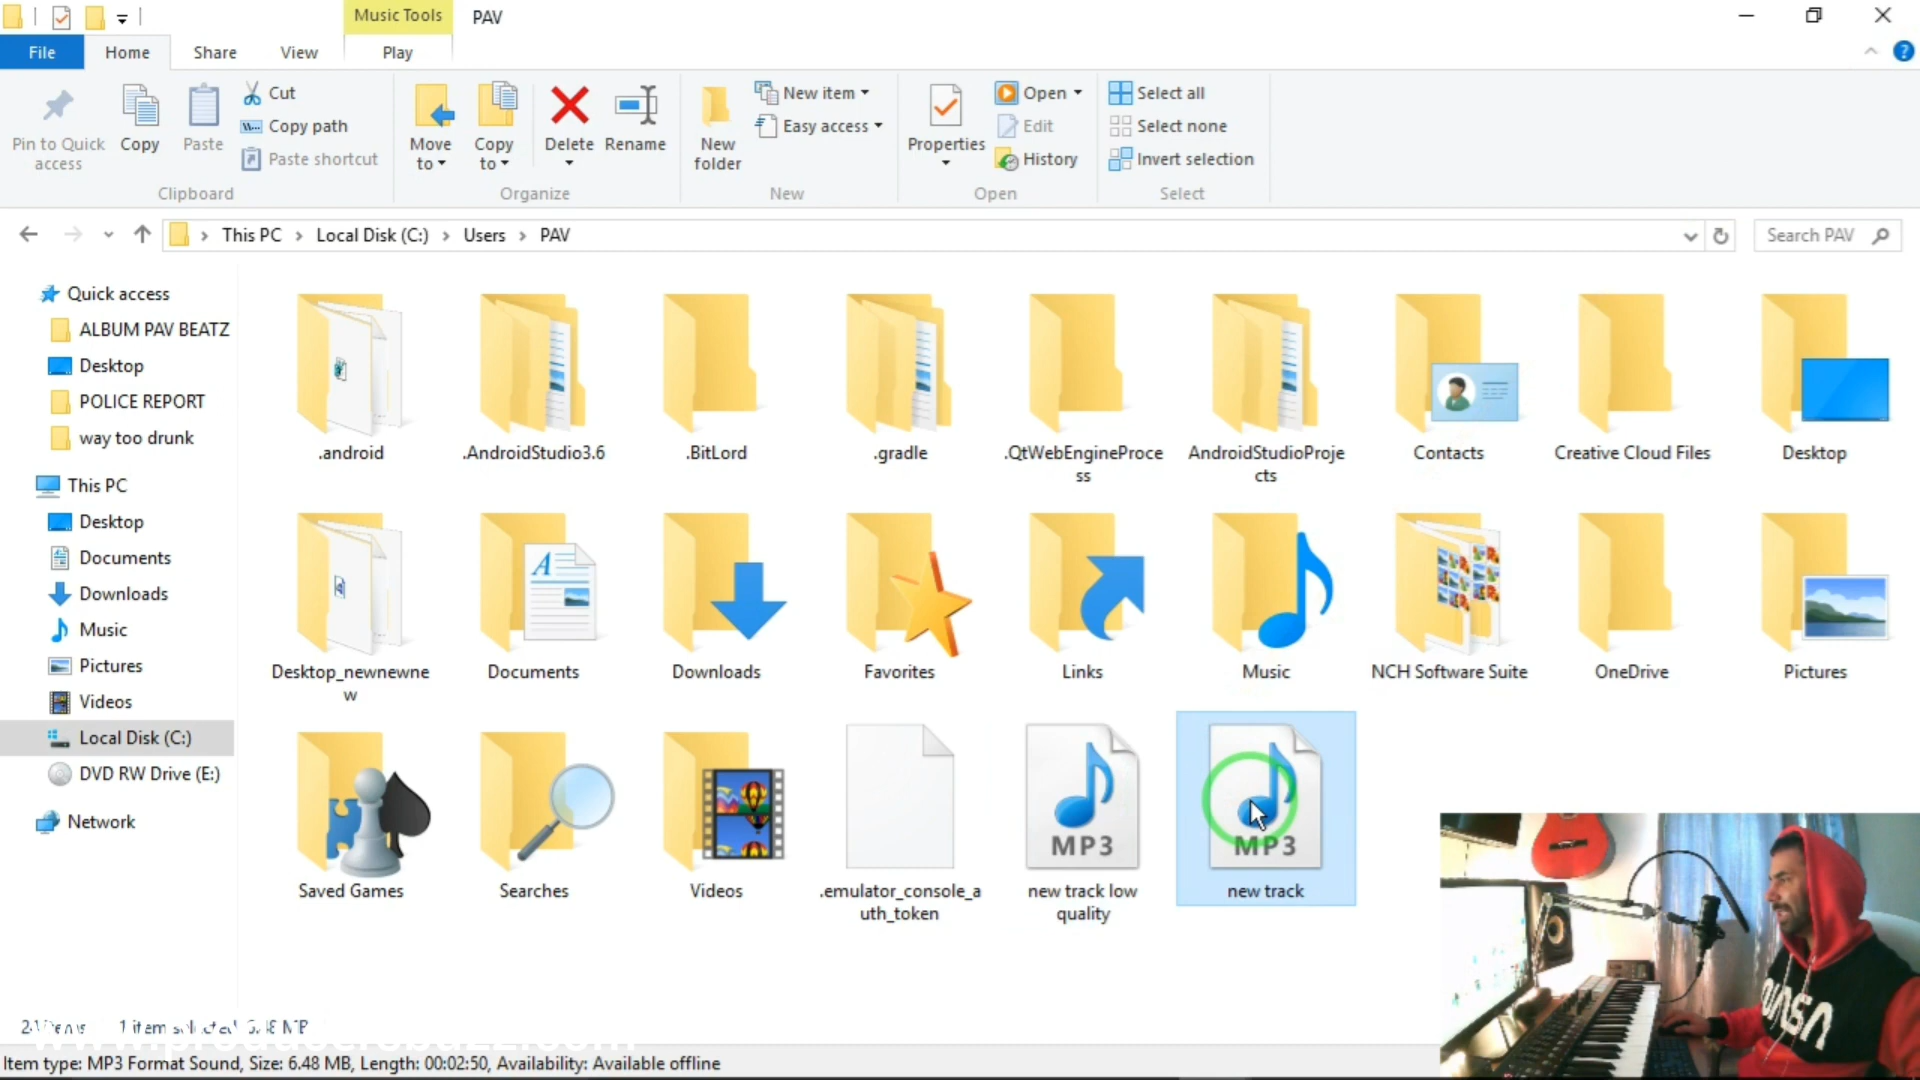 Music Tools
PAV
File
Home
Share
View
Play
Pin to Quick
access
Copy
Paste
Cut
Copy path
Paste shortcut
Clipboard
Move
to
Copy
to
Delete
Rename
Organize
New
folder
New item
Easy access
New
Properties
Open
Edit
History
Open
Select all
Select none
Invert selection
Select
This PC
Local Disk (C:)
Users
PAV
Search PAV
Quick access
ALBUM PAV BEATZ
Desktop
POLICE REPORT
way too drunk
This PC
Desktop
Documents
Downloads
Music
Pictures
Videos
Local Disk (C:)
DVD RW Drive (E:)
Network
.android
.AndroidStudio3.6
.BitLord
.gradle
.QtWebEngineProce
ss
AndroidStudioProje
cts
Contacts
Creative Cloud Files
Desktop
Desktop_newnewne
w
Documents
Downloads
Favorites
Links
Music
NCH Software Suite
OneDrive
Pictures
Saved Games
Searches
Videos
.emulator_console_a
uth_token
MP3
new track low
quality
MP3
new track
1 item selected 6.48 MB
Item type: MP3 Format Sound, Size: 6.48 MB, Length: 00:02:50, Availability: Available offline